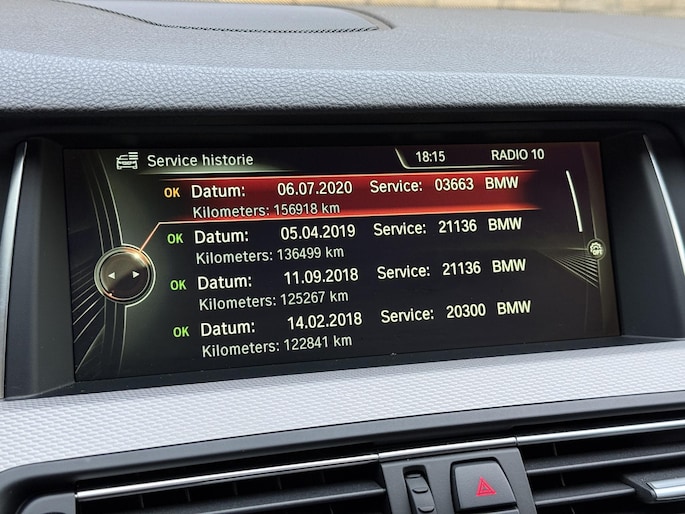 Service historie 18:15 RADIO 10
OK Datum: 06.07.2020 Service: 03663 BMW
Kilometers: 156918 km
OK Datum: 05.04.2019 Service: 21136 BMW
Kilometers: 136499 km
OK Datum: 11.09.2018 Service: 21136 BMW
Kilometers: 125267 km
OK Datum: 14.02.2018 Service: 20300 BMW
Kilometers: 122841 km
OFF